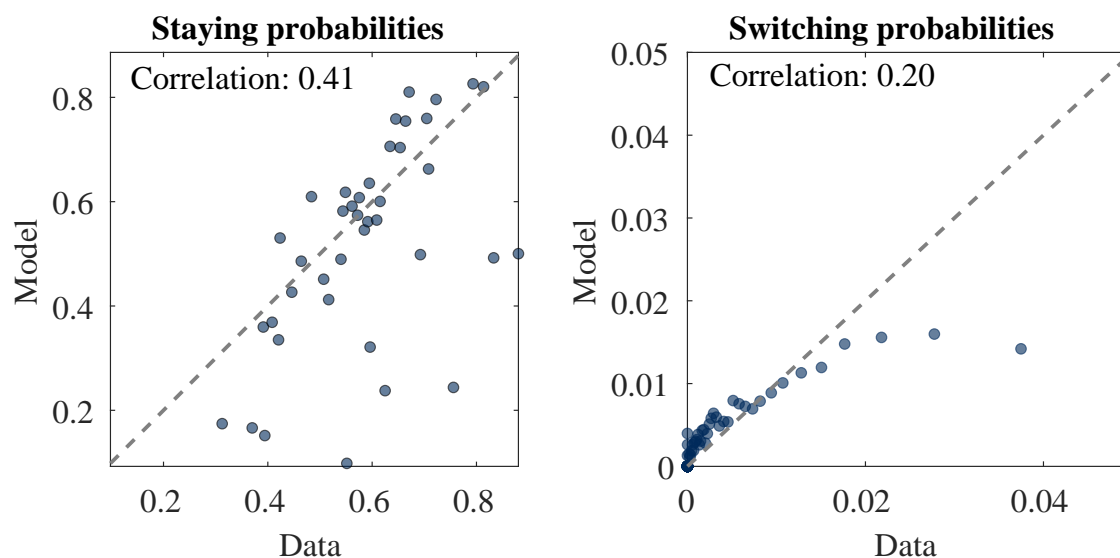 Staying probabilities
Correlation: 0.41
0.8
0.6
0.4
0.2
Model
0.2
0.4
0.6
0.8
Data
Switching probabilities
0.05
Correlation: 0.20
0.04
0.03
0.02
0.01
0
Model
0
0.02
0.04
Data